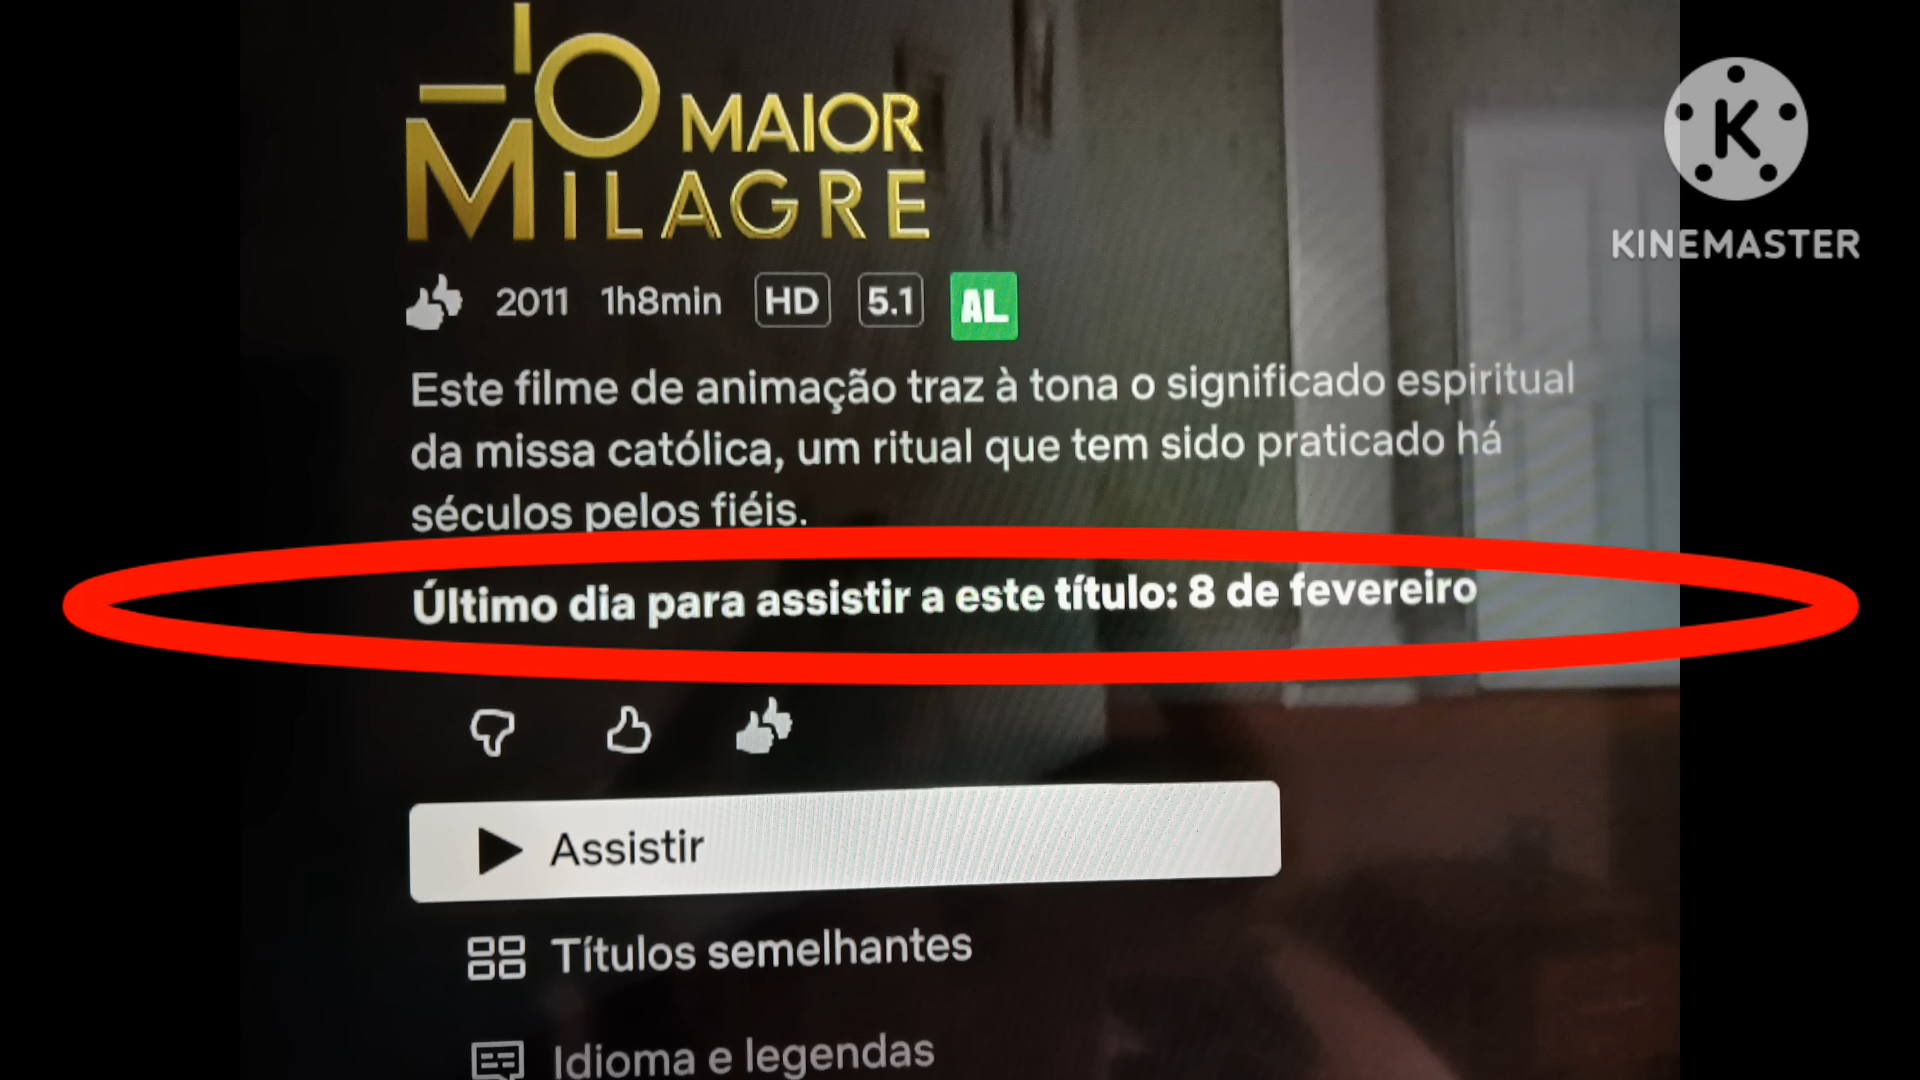 O MAIOR
MILAGRE
KINEMASTER
2011 1h8min HD 5.1 AL
Este filme de animação traz à tona o significado espiritual
da missa católica, um ritual que tem sido praticado há
séculos pelos fiéis.
Último dia para assistir a este título: 8 de fevereiro
Assistir
Títulos semelhantes
Idioma e legendas